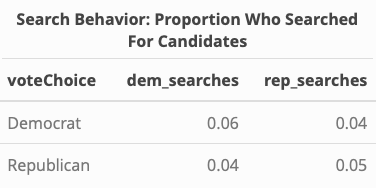 Search Behavior: Proportion Who Searched
For Candidates
voteChoice dem_searches rep_searches
Democrat 0.06 0.04
Republican 0.04 0.05